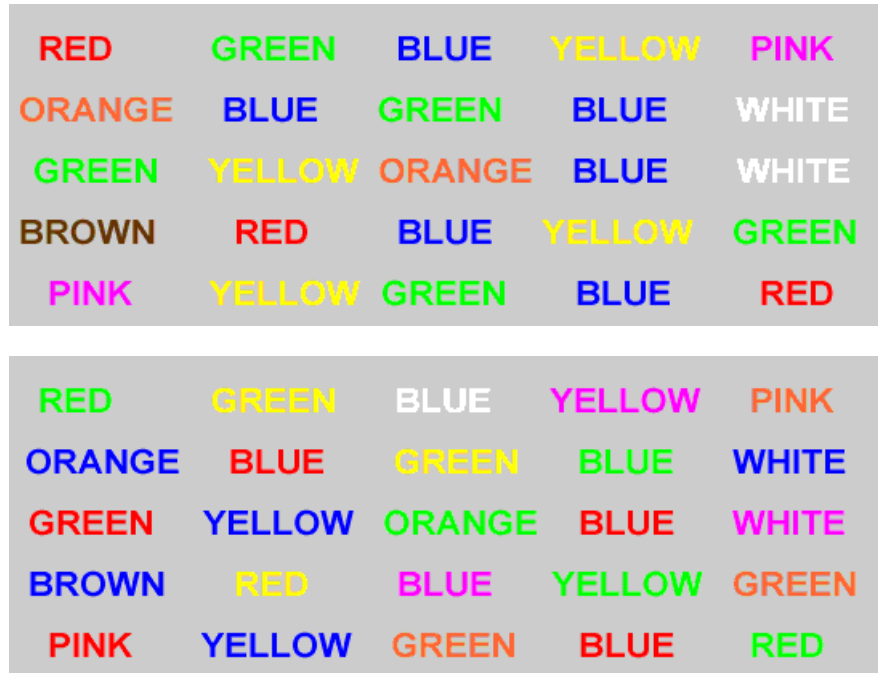 RED GREEN BLUE YELLOW PINK
ORANGE BLUE GREEN BLUE WHITE
GREEN YELLOW ORANGE BLUE WHITE
BROWN RED BLUE YELLOW GREEN
PINK YELLOW GREEN BLUE RED
RED GREEN BLUE YELLOW PINK
ORANGE BLUE GREEN BLUE WHITE
GREEN YELLOW ORANGE BLUE WHITE
BROWN RED BLUE YELLOW GREEN
PINK YELLOW GREEN BLUE RED